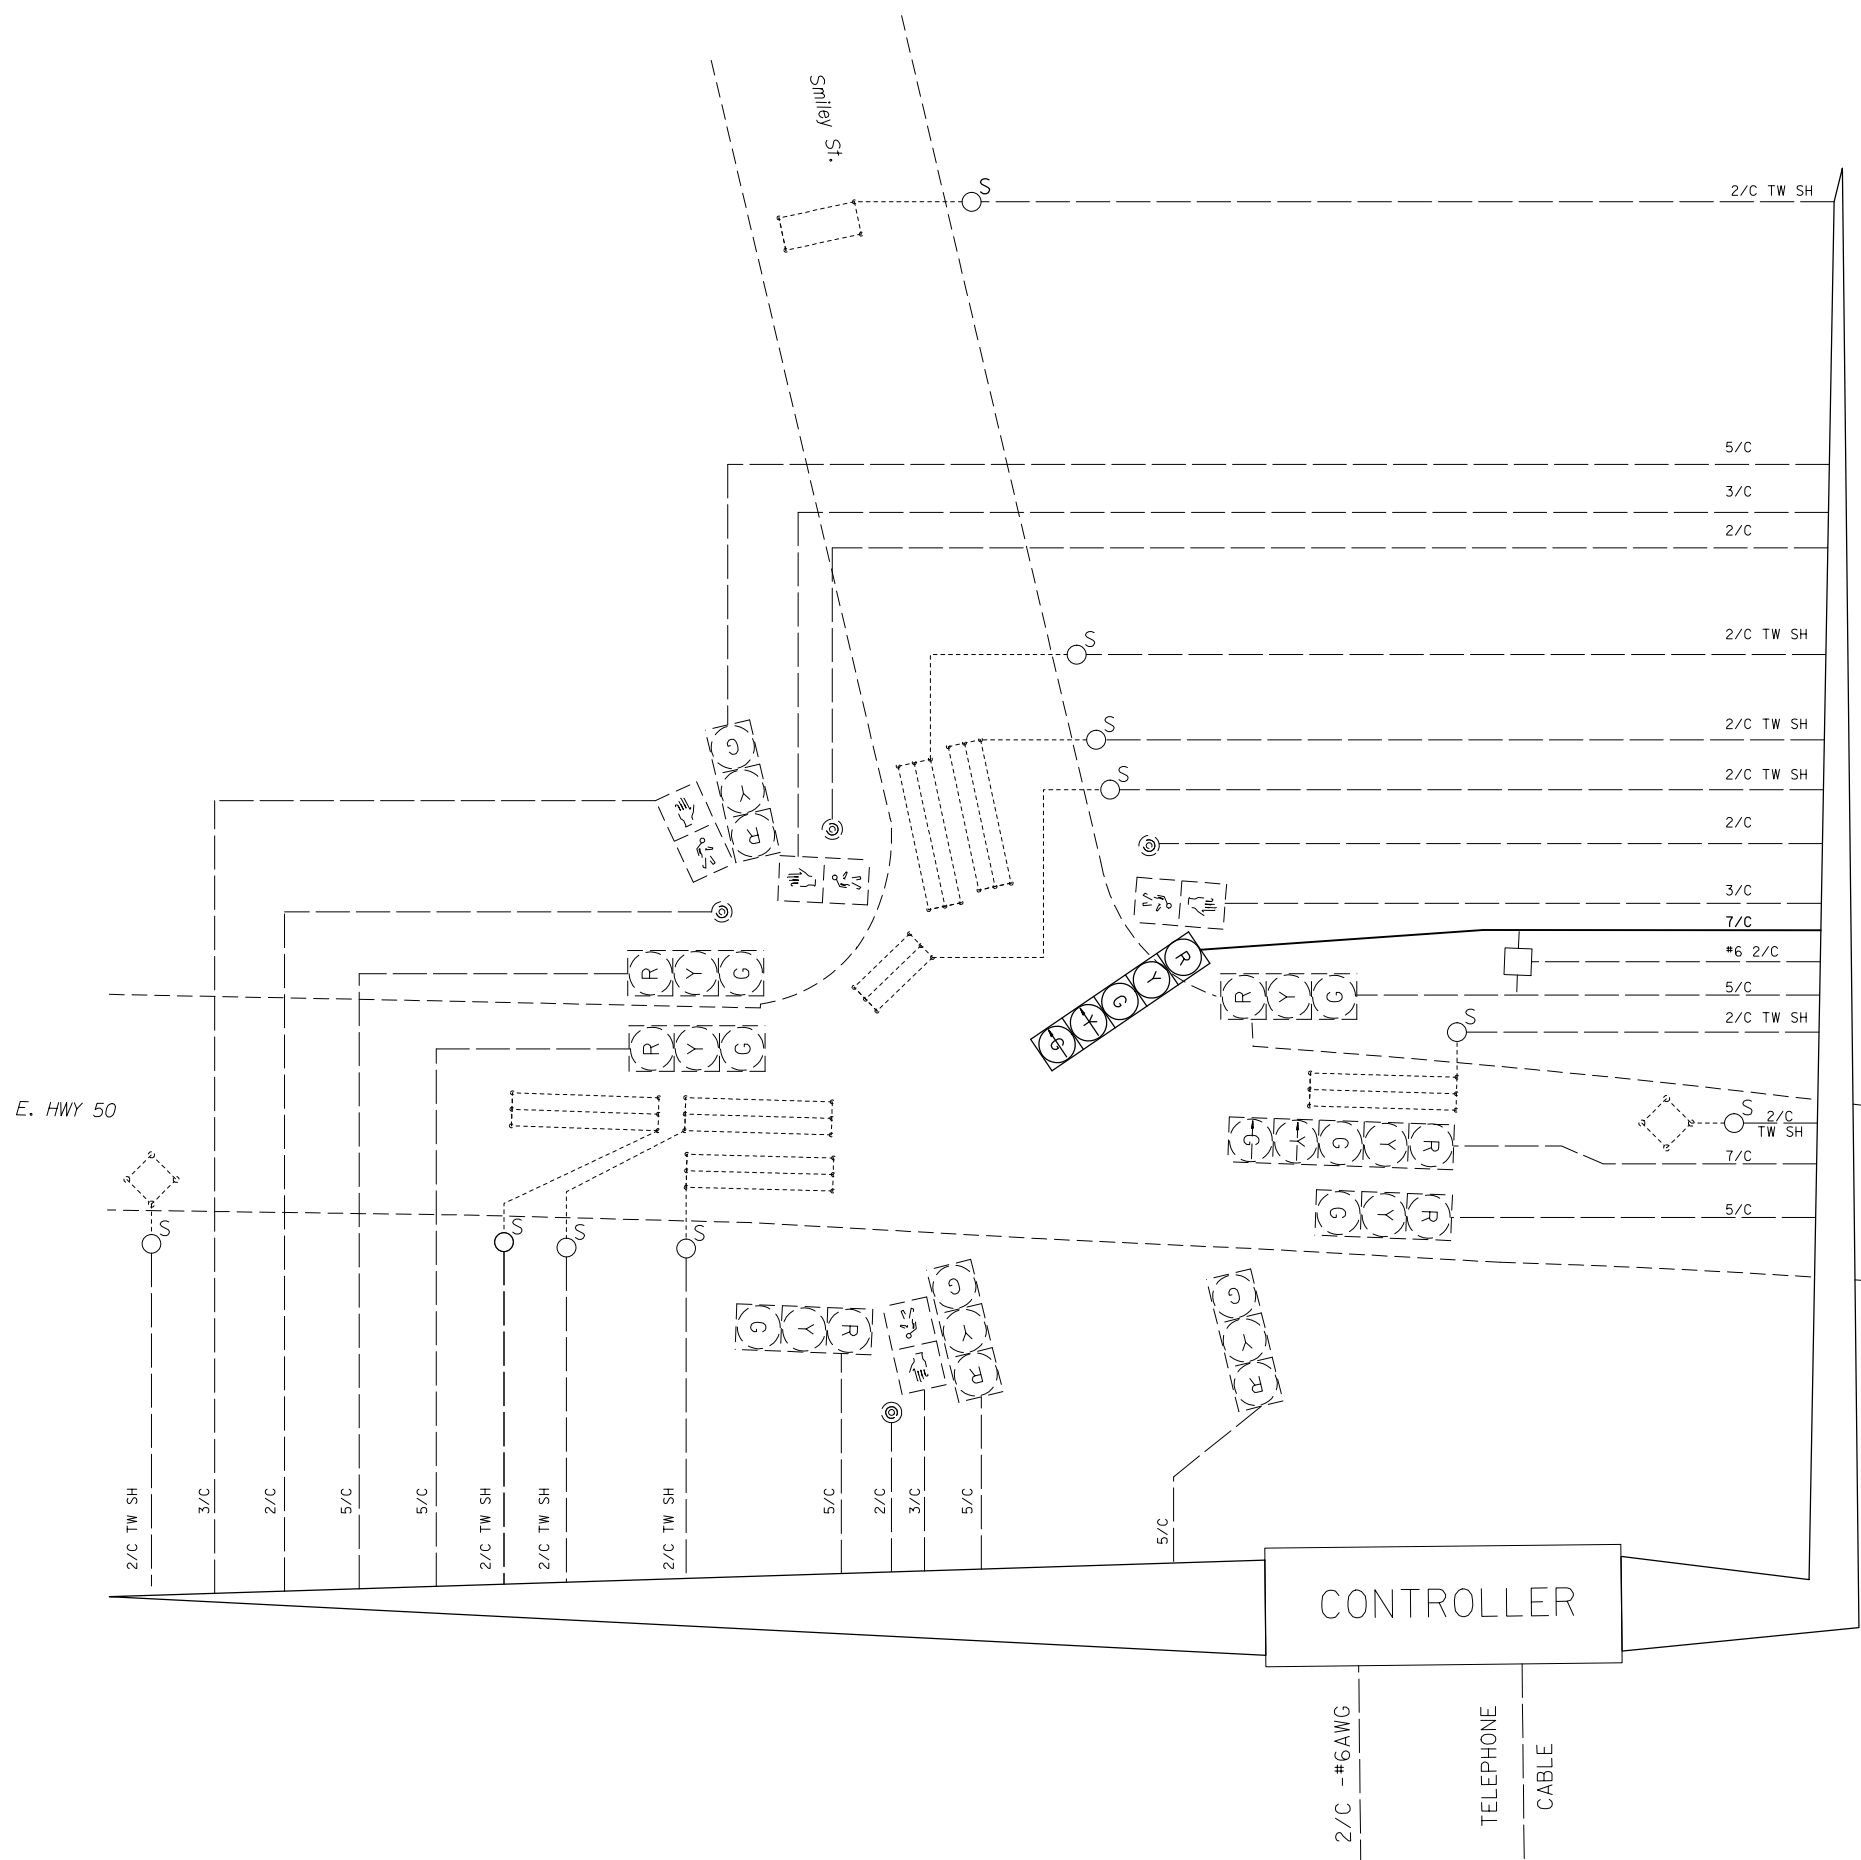 Smiley St.
S
2/C TW SH
5/C
3/C
2/C
S
2/C TW SH
S
2/C TW SH
S
2/C TW SH
2/C
3/C
7/C
#6 2/C
5/C
S
2/C TW SH
S
2/C
TW SH
7/C
5/C
G
Y
R
R Y G
R Y G
R
Y
G
Y
G
R Y G
G Y G Y R
G Y R
E. HWY 50
S
S
S
S
G Y R
G
Y
R
G
Y
R
2/C TW SH
3/C
2/C
5/C
5/C
2/C TW SH
2/C TW SH
2/C TW SH
5/C
2/C
3/C
5/C
5/C
CONTROLLER
2/C -#6AWG
TELEPHONE
CABLE